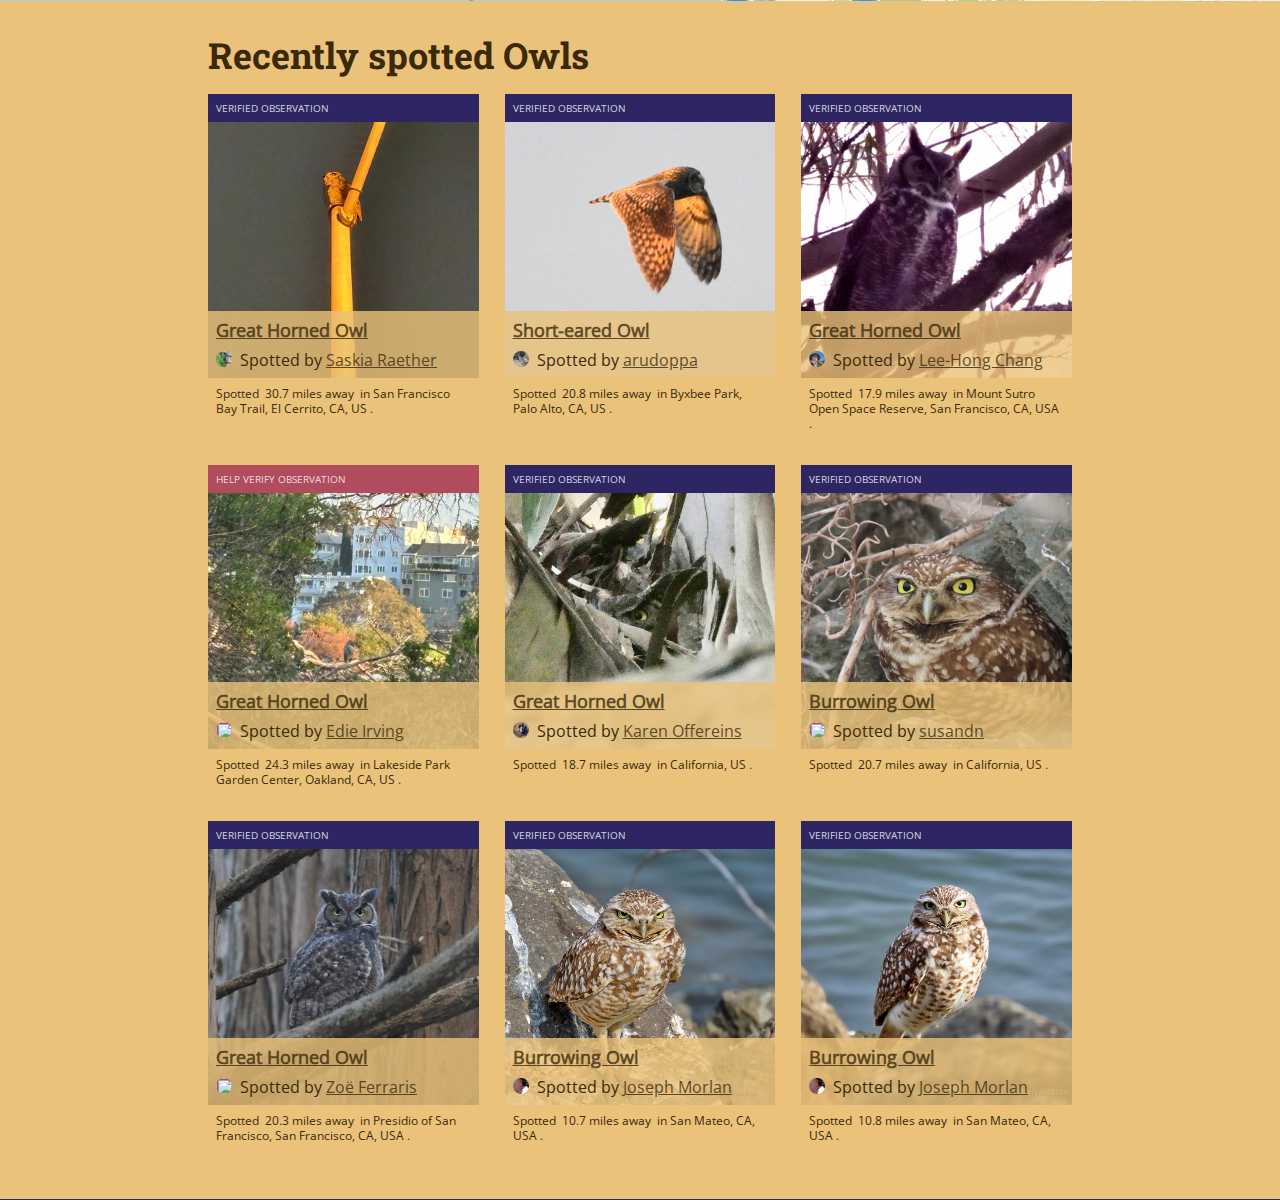 Recently spotted Owls
VERIFIED OBSERVATION
Great Horned Owl
Spotted by Saskia Raether
Spotted 30.7 miles away in San Francisco
Bay Trail, El Cerrito, CA, US .
VERIFIED OBSERVATION
Short-eared Owl
Spotted by arudoppa
Spotted 20.8 miles away in Byxbee Park,
Palo Alto, CA, US .
VERIFIED OBSERVATION
Great Horned Owl
Spotted by Lee-Hong Chang
Spotted 17.9 miles away in Mount Sutro
Open Space Reserve, San Francisco, CA, USA
.
HELP VERIFY OBSERVATION
Great Horned Owl
Spotted by Edie Irving
Spotted 24.3 miles away in Lakeside Park
Garden Center, Oakland, CA, US .
VERIFIED OBSERVATION
Great Horned Owl
Spotted by Karen Offereins
Spotted 18.7 miles away in California, US .
VERIFIED OBSERVATION
Burrowing Owl
Spotted by susandn
Spotted 20.7 miles away in California, US .
VERIFIED OBSERVATION
Great Horned Owl
Spotted by Zoë Ferraris
Spotted 20.3 miles away in Presidio of San
Francisco, San Francisco, CA, USA .
VERIFIED OBSERVATION
Burrowing Owl
Spotted by Joseph Morlan
Spotted 10.7 miles away in San Mateo, CA,
USA .
VERIFIED OBSERVATION
Burrowing Owl
Spotted by Joseph Morlan
Spotted 10.8 miles away in San Mateo, CA,
USA .